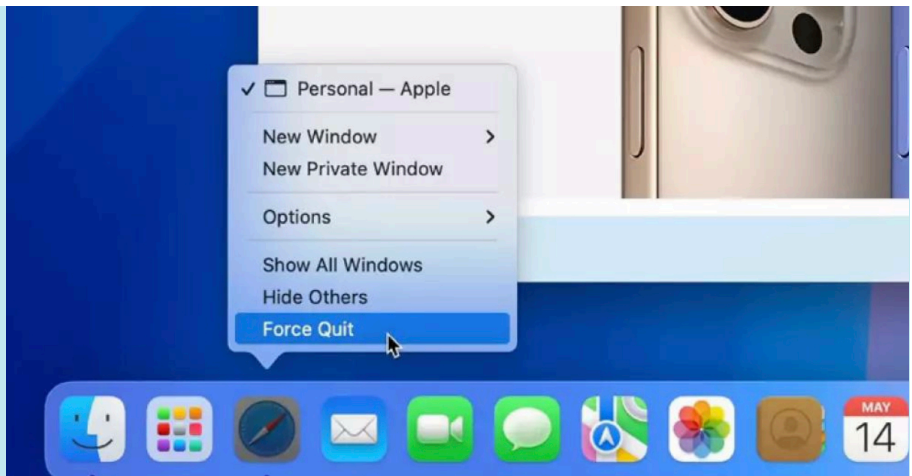 ✓ Personal — Apple
New Window >
New Private Window
Options >
Show All Windows
Hide Others
Force Quit
MAY
14